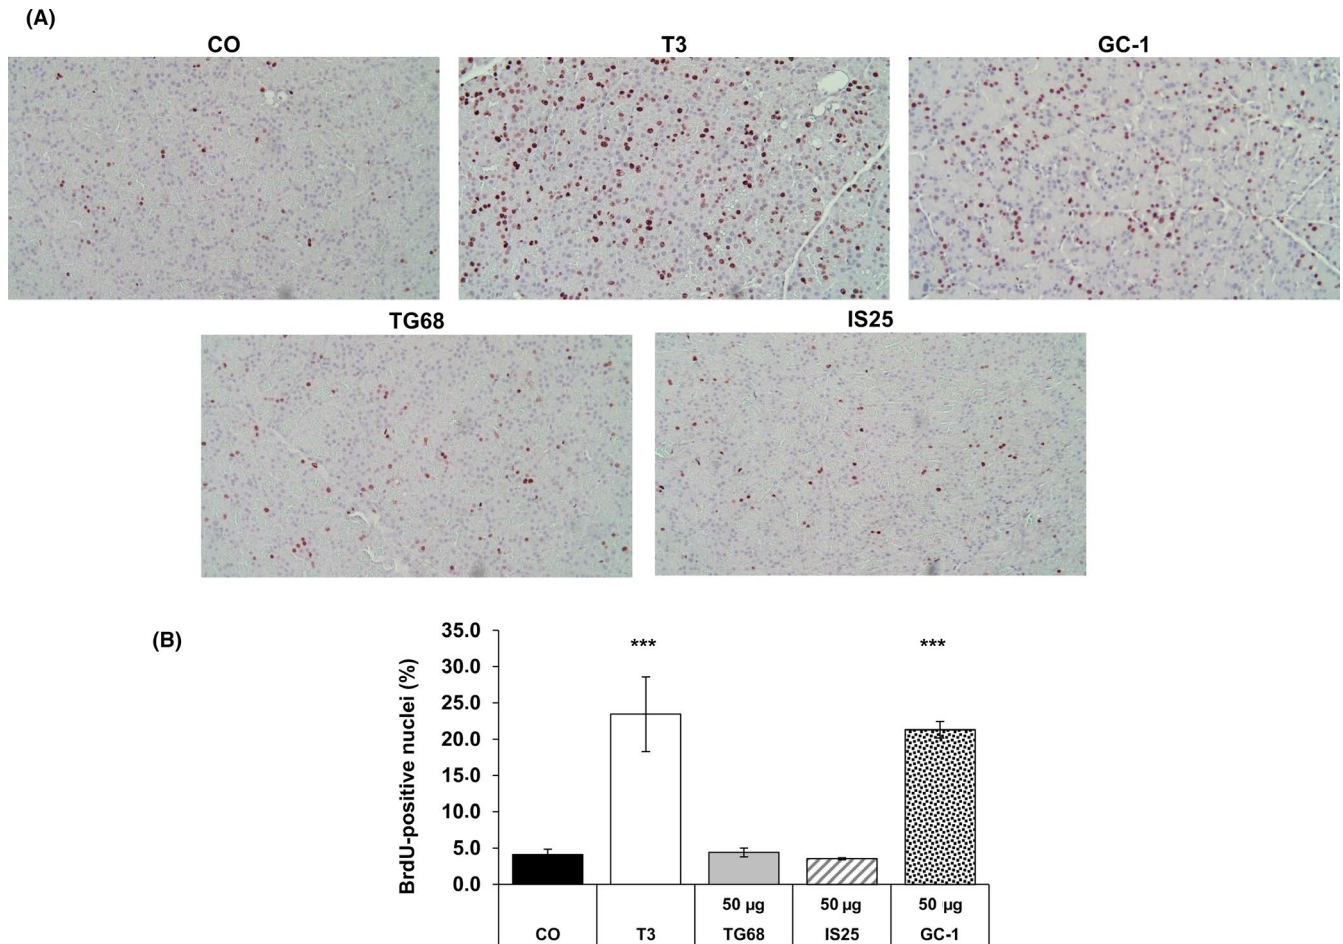 (A)
CO T3 GC-1
TG68 IS25
(B)
BrdU-positive nuclei (%)
35.0
30.0
25.0
20.0
15.0
10.0
5.0
0.0
*** ***
50 µg 50 µg 50 µg
CO T3 TG68 IS25 GC-1